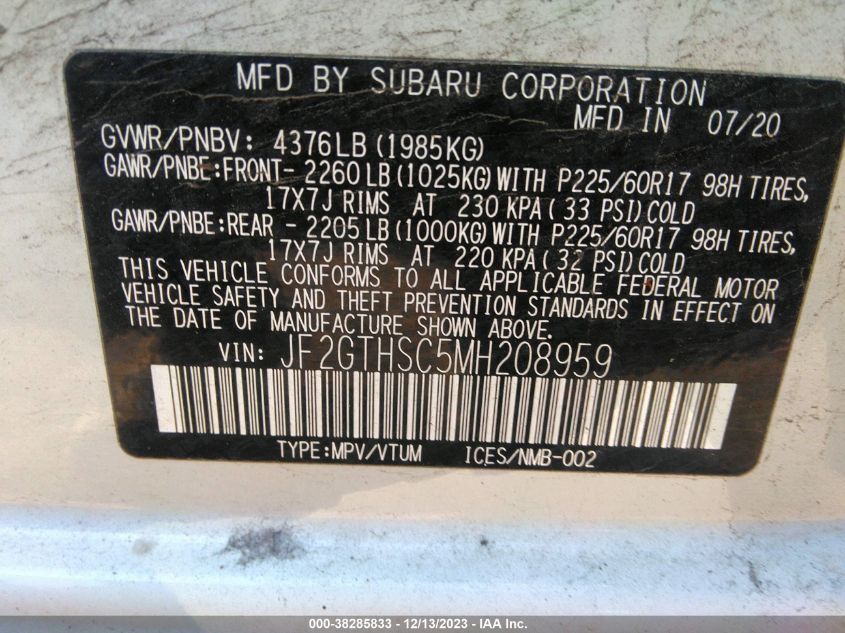 MFD BY SUBARU CORPORATION
MFD IN 07/20
GVWR/PNBV: 4376LB (1985KG)
GAWR/PNBE:FRONT- 2260 LB (1025KG) WITH P225/60R17 98H TIRES,
17X7J RIMS AT 230 KPA ( 33 PSI) COLD
GAWR/PNBE:REAR - 2205 LB (1000KG) WITH P225/60R17 98H TIRES,
17X7J RIMS AT 220 KPA ( 32 PSI) COLD
THIS VEHICLE CONFORMS TO ALL APPLICABLE FEDERAL MOTOR
VEHICLE SAFETY AND THEFT PREVENTION STANDARDS IN EFFECT ON
THE DATE OF MANUFACTURE SHOWN ABOVE.
VIN: JF2GTHSC5MH208959
TYPE:MPV/VTUM ICES/NMB-002
000-38285833 - 12/13/2023 - IAA Inc.